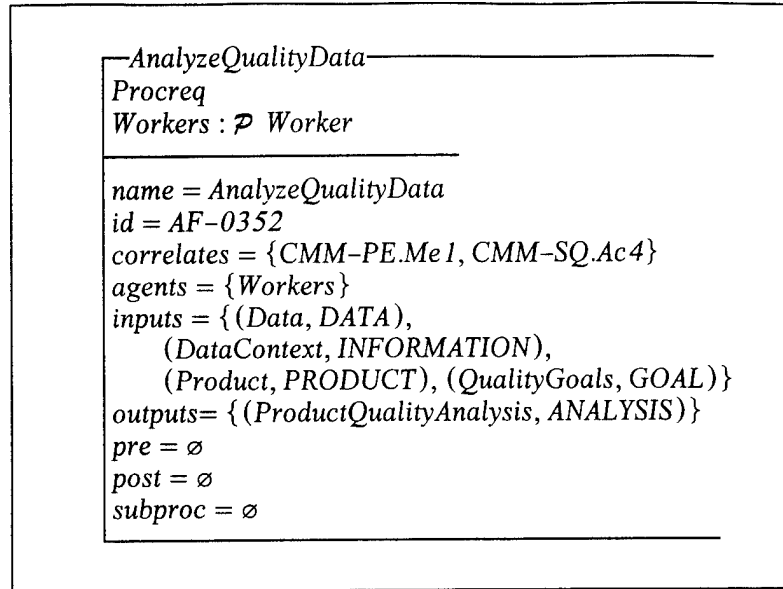 AnalyzeQualityData
Procreq
Workers : 𝒫 Worker
name = AnalyzeQualityData
id = AF–0352
correlates = {CMM–PE.Me1, CMM–SQ.Ac4}
agents = {Workers}
inputs = {(Data, DATA),
(DataContext, INFORMATION),
(Product, PRODUCT), (QualityGoals, GOAL)}
outputs= {(ProductQualityAnalysis, ANALYSIS)}
pre = ∅
post = ∅
subproc = ∅